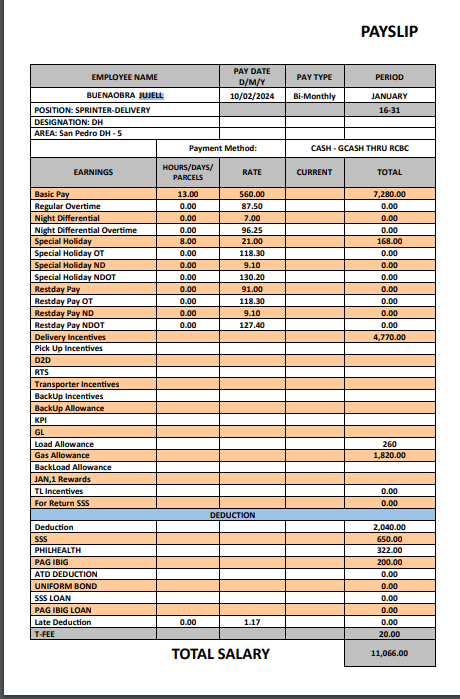 PAYSLIP
EMPLOYEE NAME PAY DATE D/M/Y PAY TYPE PERIOD
BUENAOBRA JUJELL 10/02/2024 Bi-Monthly JANUARY
POSITION: SPRINTER-DELIVERY 16-31
DESIGNATION: DH
AREA: San Pedro DH - 5
Payment Method: CASH - GCASH THRU RCBC
EARNINGS HOURS/DAYS/PARCELS RATE CURRENT TOTAL
Basic Pay 13.00 560.00 7,280.00
Regular Overtime 0.00 87.50 0.00
Night Differential 0.00 7.00 0.00
Night Differential Overtime 0.00 96.25 0.00
Special Holiday 8.00 21.00 168.00
Special Holiday OT 0.00 118.30 0.00
Special Holiday ND 0.00 9.10 0.00
Special Holiday NDOT 0.00 130.20 0.00
Restday Pay 0.00 91.00 0.00
Restday Pay OT 0.00 118.30 0.00
Restday Pay ND 0.00 9.10 0.00
Restday Pay NDOT 0.00 127.40 0.00
Delivery Incentives 4,770.00
Pick Up Incentives
D2D
RTS
Transporter Incentives
BackUp Incentives
BackUp Allowance
KPI
GL
Load Allowance 260
Gas Allowance 1,820.00
BackLoad Allowance
JAN,1 Rewards
TL Incentives 0.00
For Return SSS 0.00
DEDUCTION
Deduction 2,040.00
SSS 650.00
PHILHEALTH 322.00
PAG IBIG 200.00
ATD DEDUCTION 0.00
UNIFORM BOND 0.00
SSS LOAN 0.00
PAG IBIG LOAN 0.00
Late Deduction 0.00 1.17 0.00
T-FEE 20.00
TOTAL SALARY 11,066.00